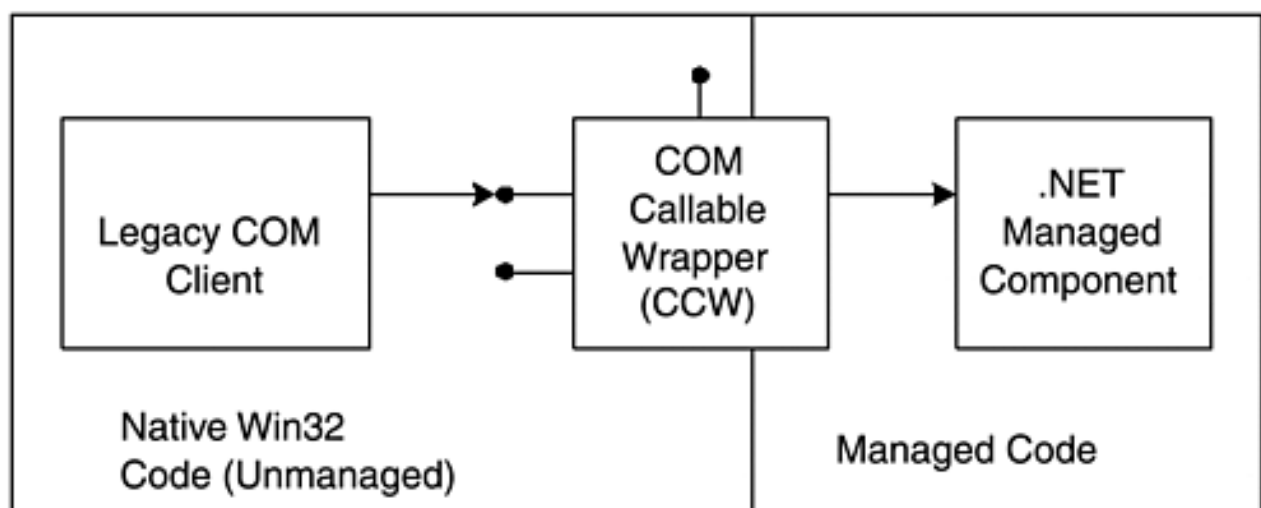 Legacy COM
Client
COM
Callable
Wrapper
(CCW)
.NET
Managed
Component
Native Win32
Code (Unmanaged)
Managed Code